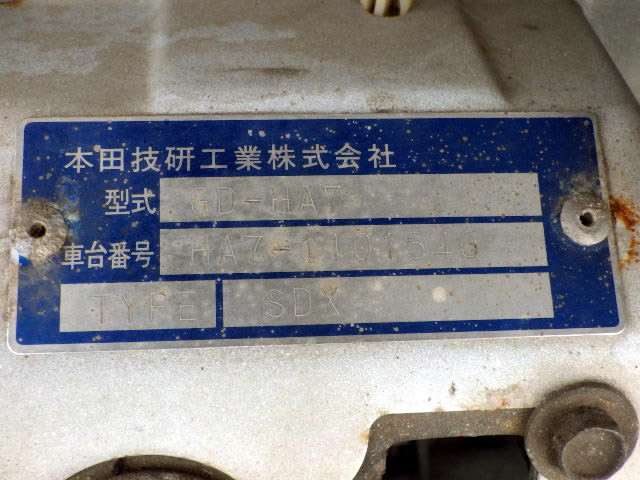 本田技研工業株式会社
型式 GD-HA7
車台番号 HA7-1101546
TYPE SDX